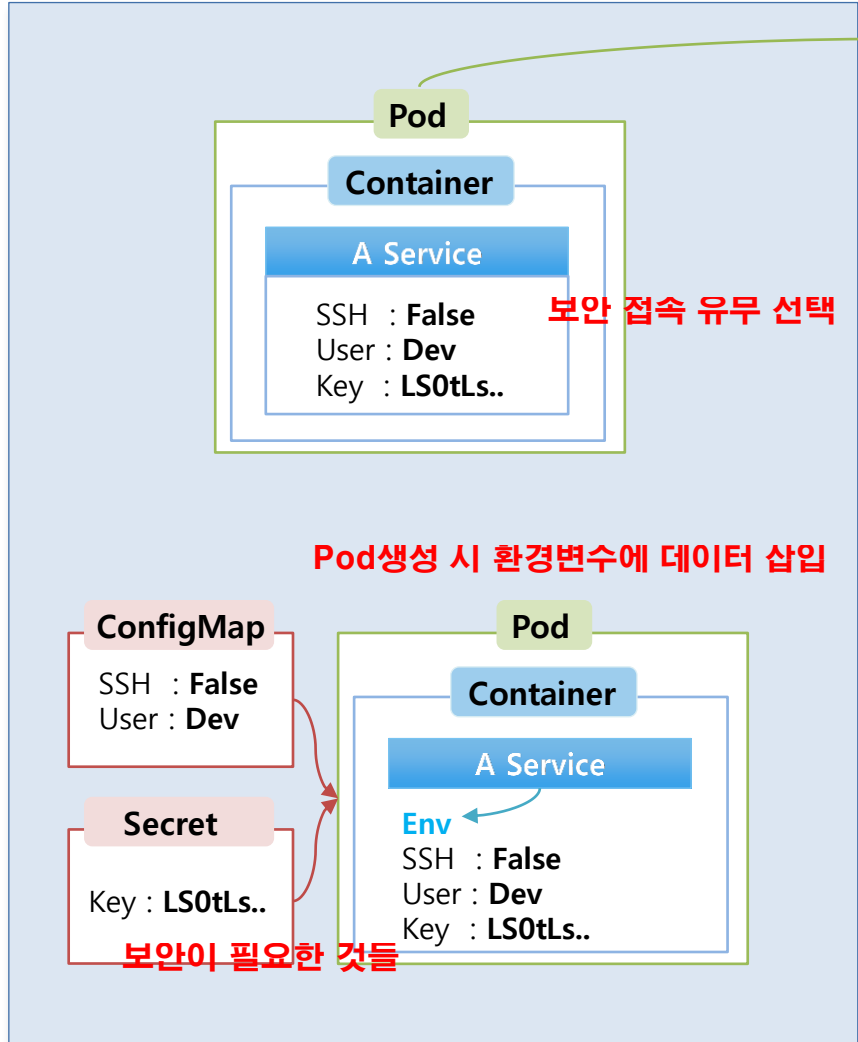 Pod
Container
A Service
SSH : False
User : Dev
Key : LS0tLs..
보안 접속 유무 선택
Pod생성 시 환경변수에 데이터 삽입
ConfigMap
SSH : False
User : Dev
Secret
Key : LS0tLs..
보안이 필요한 것들
Pod
Container
A Service
Env
SSH : False
User : Dev
Key : LS0tLs..